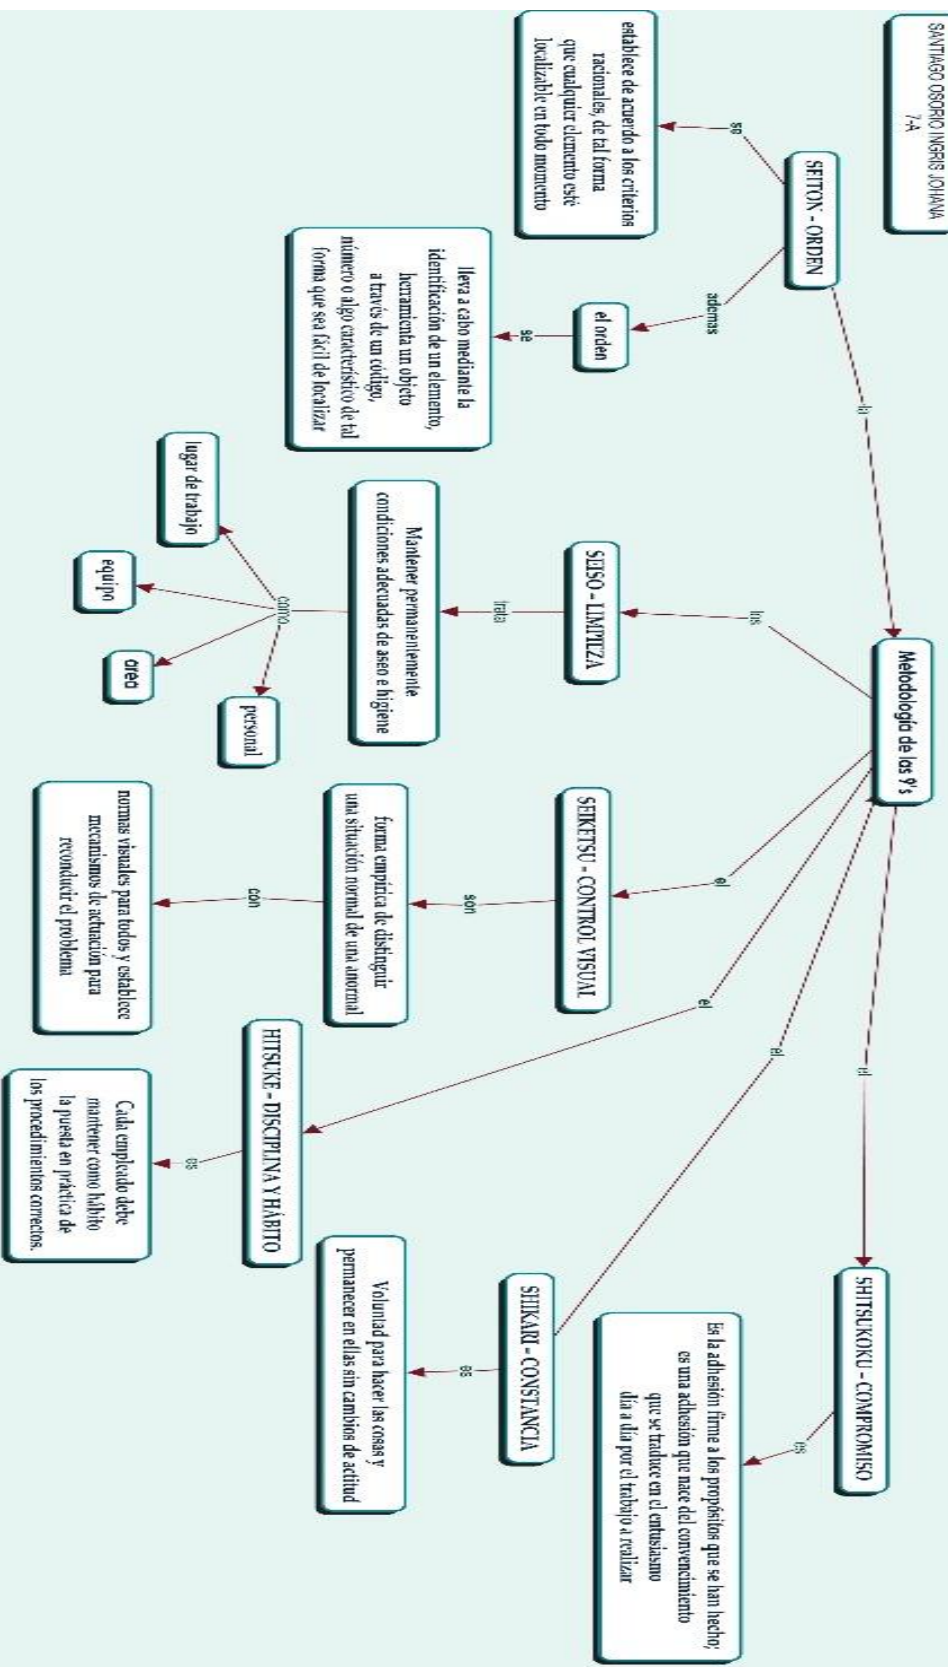 SANTIAGO OSORIO INGRIS JOHANA
7-A
Metodología de las 9's
la
los
el
el
el
el
SEITON - ORDEN
se
establece de acuerdo a los criterios
racionales, de tal forma
que cualquier elemento esté
localizable en todo momento
ademas
el orden
se
lleva a cabo mediante la
identificación de un elemento,
herramienta un objeto
a través de un código,
número o algo característico de tal
forma que sea fácil de localizar
SEISO - LIMPIEZA
trata
Mantener permanentemente
condiciones adecuadas de aseo e higiene
como
lugar de trabajo
equipo
area
personal
SEIKETSU - CONTROL VISUAL
son
forma empírica de distinguir
una situación normal de una anormal
con
normas visuales para todos y establece
mecanismos de actuación para
reconducir el problema
HITSUKE - DISCIPLINA Y HÁBITO
es
Cada empleado debe
mantener como hábito
la puesta en práctica de
los procedimientos correctos.
SHIKARI - CONSTANCIA
es
Voluntad para hacer las cosas y
permanecer en ellas sin cambios de actitud
SHITSUKOKU - COMPROMISO
es
Es la adhesión firme a los propósitos que se han hecho;
es una adhesión que nace del convencimiento
que se traduce en el entusiasmo
día a día por el trabajo a realizar